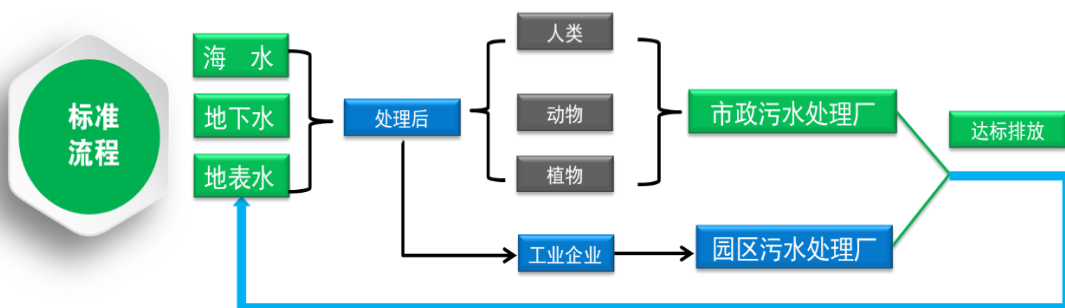 标准
流程
海 水
地下水
地表水
处理后
人类
动物
植物
工业企业
市政污水处理厂
园区污水处理厂
达标排放